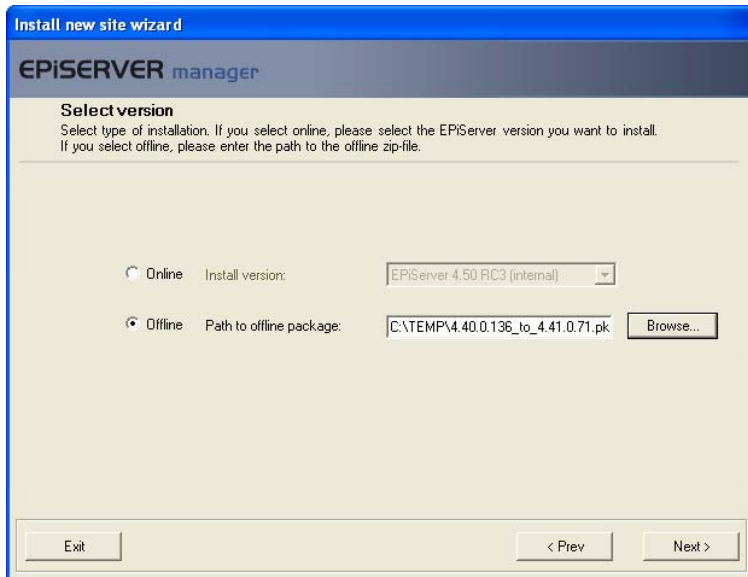 Install new site wizard
EPiSERVER manager
Select version
Select type of installation. If you select online, please select the EPiServer version you want to install.
If you select offline, please enter the path to the offline zip-file.
Online Install version: EPiServer 4.50 RC3 (internal)
Offline Path to offline package: C:\TEMP\4.40.0.136_to_4.41.0.71.pk Browse...
Exit < Prev Next >